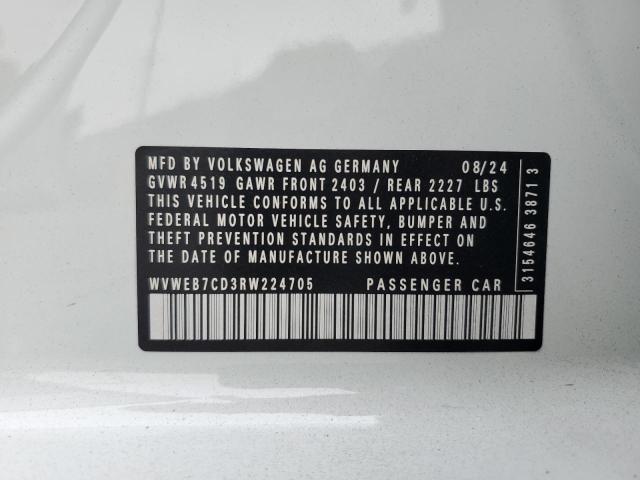 MFD BY VOLKSWAGEN AG GERMANY 08/24
GVWR 4519 GAWR FRONT 2403 / REAR 2227 LBS
THIS VEHICLE CONFORMS TO ALL APPLICABLE U.S.
FEDERAL MOTOR VEHICLE SAFETY, BUMPER AND
THEFT PREVENTION STANDARDS IN EFFECT ON
THE DATE OF MANUFACTURE SHOWN ABOVE.
WVWEB7CD3RW224705 PASSENGER CAR
3154646 3871 3